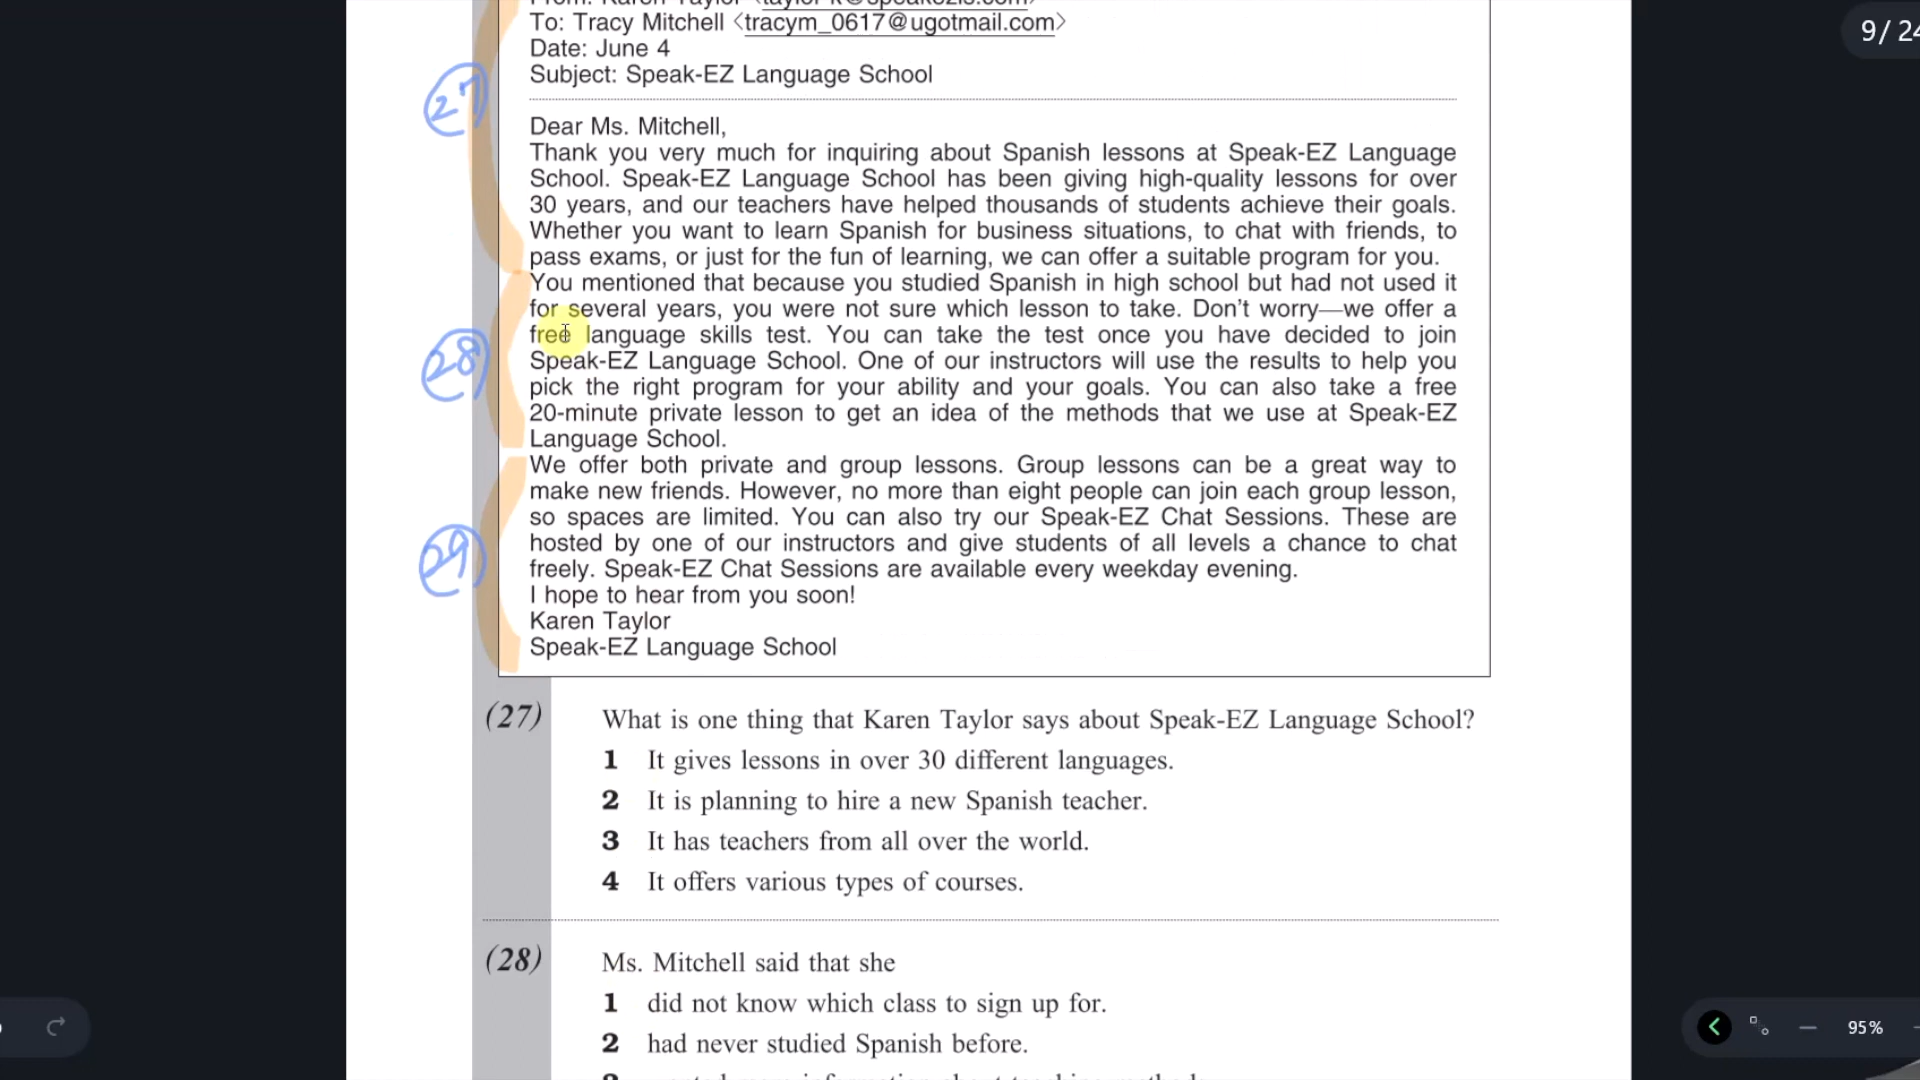 9 / 24
To: Tracy Mitchell <tracym_0617@ugotmail.com>
Date: June 4
Subject: Speak-EZ Language School
27
Dear Ms. Mitchell,
Thank you very much for inquiring about Spanish lessons at Speak-EZ Language
School. Speak-EZ Language School has been giving high-quality lessons for over
30 years, and our teachers have helped thousands of students achieve their goals.
Whether you want to learn Spanish for business situations, to chat with friends, to
pass exams, or just for the fun of learning, we can offer a suitable program for you.
You mentioned that because you studied Spanish in high school but had not used it
for several years, you were not sure which lesson to take. Don't worry—we offer a
free language skills test. You can take the test once you have decided to join
28
Speak-EZ Language School. One of our instructors will use the results to help you
pick the right program for your ability and your goals. You can also take a free
20-minute private lesson to get an idea of the methods that we use at Speak-EZ
Language School.
We offer both private and group lessons. Group lessons can be a great way to
make new friends. However, no more than eight people can join each group lesson,
so spaces are limited. You can also try our Speak-EZ Chat Sessions. These are
29
hosted by one of our instructors and give students of all levels a chance to chat
freely. Speak-EZ Chat Sessions are available every weekday evening.
I hope to hear from you soon!
Karen Taylor
Speak-EZ Language School
(27) What is one thing that Karen Taylor says about Speak-EZ Language School?
1 It gives lessons in over 30 different languages.
2 It is planning to hire a new Spanish teacher.
3 It has teachers from all over the world.
4 It offers various types of courses.
(28) Ms. Mitchell said that she
1 did not know which class to sign up for.
2 had never studied Spanish before.
95%